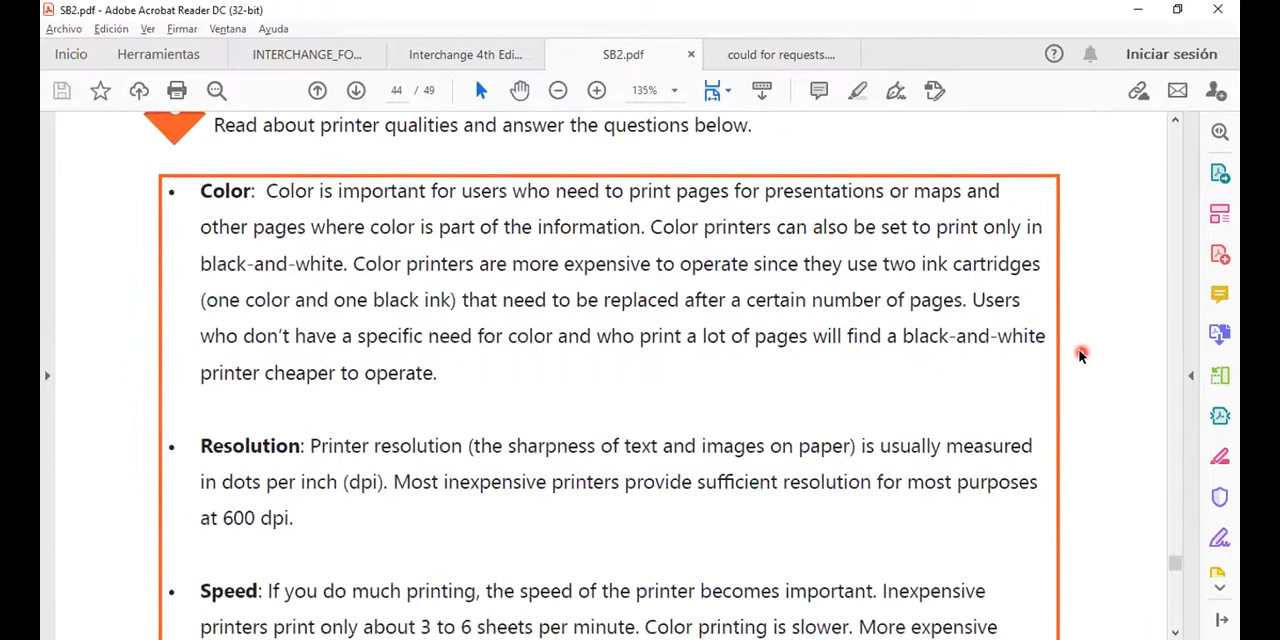 SB2.pdf - Adobe Acrobat Reader DC (32-bit)
Archivo Edición Ver Firmar Ventana Ayuda
Inicio Herramientas INTERCHANGE_FO... Interchange 4th Edi... SB2.pdf × could for requests.... Iniciar sesión
44 / 49 135%
Read about printer qualities and answer the questions below.
• Color: Color is important for users who need to print pages for presentations or maps and
other pages where color is part of the information. Color printers can also be set to print only in
black-and-white. Color printers are more expensive to operate since they use two ink cartridges
(one color and one black ink) that need to be replaced after a certain number of pages. Users
who don’t have a specific need for color and who print a lot of pages will find a black-and-white
printer cheaper to operate.
• Resolution: Printer resolution (the sharpness of text and images on paper) is usually measured
in dots per inch (dpi). Most inexpensive printers provide sufficient resolution for most purposes
at 600 dpi.
• Speed: If you do much printing, the speed of the printer becomes important. Inexpensive
printers print only about 3 to 6 sheets per minute. Color printing is slower. More expensive